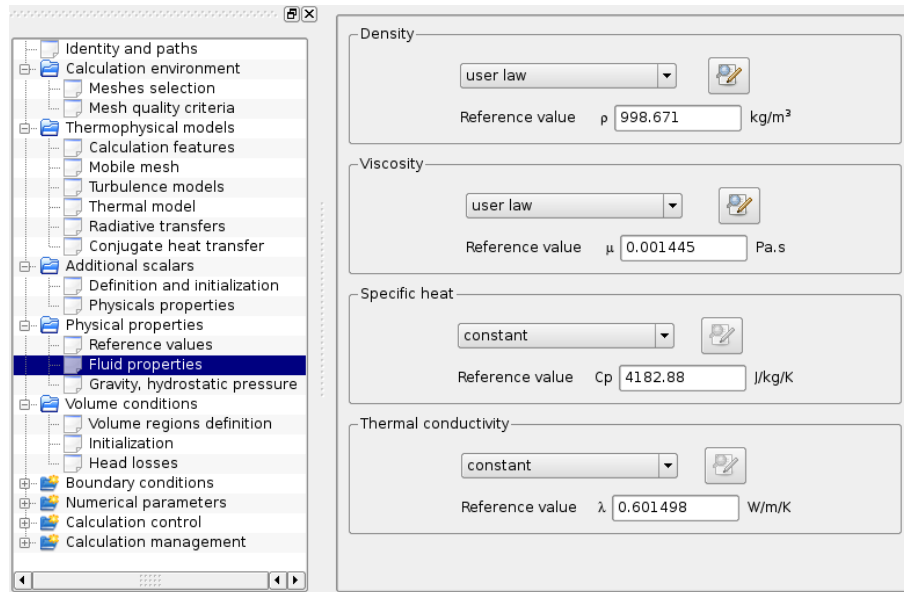 Identity and paths
Calculation environment
Meshes selection
Mesh quality criteria
Thermophysical models
Calculation features
Mobile mesh
Turbulence models
Thermal model
Radiative transfers
Conjugate heat transfer
Additional scalars
Definition and initialization
Physicals properties
Physical properties
Reference values
Fluid properties
Gravity, hydrostatic pressure
Volume conditions
Volume regions definition
Initialization
Head losses
Boundary conditions
Numerical parameters
Calculation control
Calculation management
Density
user law
Reference value ρ 998.671 kg/m³
Viscosity
user law
Reference value μ 0.001445 Pa.s
Specific heat
constant
Reference value Cp 4182.88 J/kg/K
Thermal conductivity
constant
Reference value λ 0.601498 W/m/K